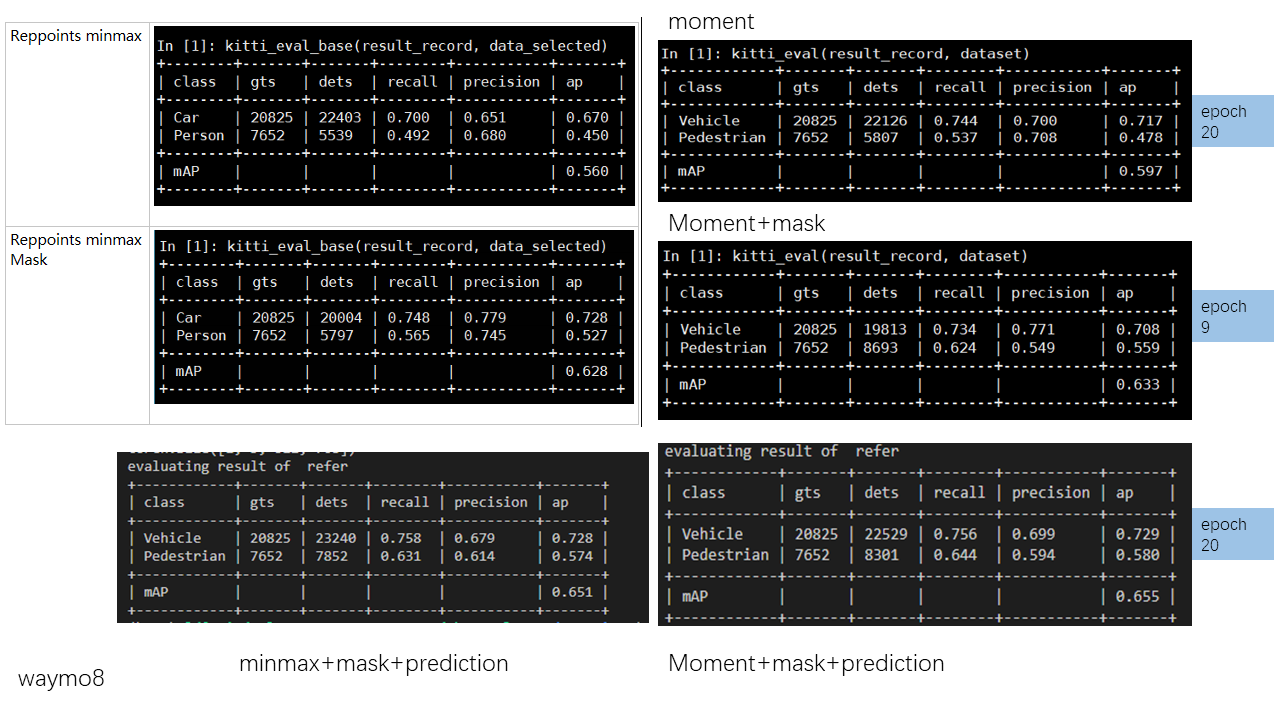 Reppoints minmax
In [1]: kitti_eval_base(result_record, data_selected)
+--------+-------+-------+--------+-----------+-------+
| class | gts | dets | recall | precision | ap |
+--------+-------+-------+--------+-----------+-------+
| Car | 20825 | 22403 | 0.700 | 0.651 | 0.670 |
| Person | 7652 | 5539 | 0.492 | 0.680 | 0.450 |
+--------+-------+-------+--------+-----------+-------+
| mAP | | | | | 0.560 |
+--------+-------+-------+--------+-----------+-------+
Reppoints minmax
Mask
In [1]: kitti_eval_base(result_record, data_selected)
+--------+-------+-------+--------+-----------+-------+
| class | gts | dets | recall | precision | ap |
+--------+-------+-------+--------+-----------+-------+
| Car | 20825 | 20004 | 0.748 | 0.779 | 0.728 |
| Person | 7652 | 5797 | 0.565 | 0.745 | 0.527 |
+--------+-------+-------+--------+-----------+-------+
| mAP | | | | | 0.628 |
+--------+-------+-------+--------+-----------+-------+
moment
In [1]: kitti_eval(result_record, dataset)
+------------+-------+-------+--------+-----------+-------+
| class | gts | dets | recall | precision | ap |
+------------+-------+-------+--------+-----------+-------+
| Vehicle | 20825 | 22126 | 0.744 | 0.700 | 0.717 |
| Pedestrian | 7652 | 5807 | 0.537 | 0.708 | 0.478 |
+------------+-------+-------+--------+-----------+-------+
| mAP | | | | | 0.597 |
+------------+-------+-------+--------+-----------+-------+
epoch
20
Moment+mask
In [1]: kitti_eval(result_record, dataset)
+------------+-------+-------+--------+-----------+-------+
| class | gts | dets | recall | precision | ap |
+------------+-------+-------+--------+-----------+-------+
| Vehicle | 20825 | 19813 | 0.734 | 0.771 | 0.708 |
| Pedestrian | 7652 | 8693 | 0.624 | 0.549 | 0.559 |
+------------+-------+-------+--------+-----------+-------+
| mAP | | | | | 0.633 |
+------------+-------+-------+--------+-----------+-------+
epoch
9
evaluating result of refer
+------------+-------+-------+--------+-----------+-------+
| class | gts | dets | recall | precision | ap |
+------------+-------+-------+--------+-----------+-------+
| Vehicle | 20825 | 23240 | 0.758 | 0.679 | 0.728 |
| Pedestrian | 7652 | 7852 | 0.631 | 0.614 | 0.574 |
+------------+-------+-------+--------+-----------+-------+
| mAP | | | | | 0.651 |
+------------+-------+-------+--------+-----------+-------+
minmax+mask+prediction
evaluating result of refer
+------------+-------+-------+--------+-----------+-------+
| class | gts | dets | recall | precision | ap |
+------------+-------+-------+--------+-----------+-------+
| Vehicle | 20825 | 22529 | 0.756 | 0.699 | 0.729 |
| Pedestrian | 7652 | 8301 | 0.644 | 0.594 | 0.580 |
+------------+-------+-------+--------+-----------+-------+
| mAP | | | | | 0.655 |
+------------+-------+-------+--------+-----------+-------+
epoch
20
Moment+mask+prediction
waymo8